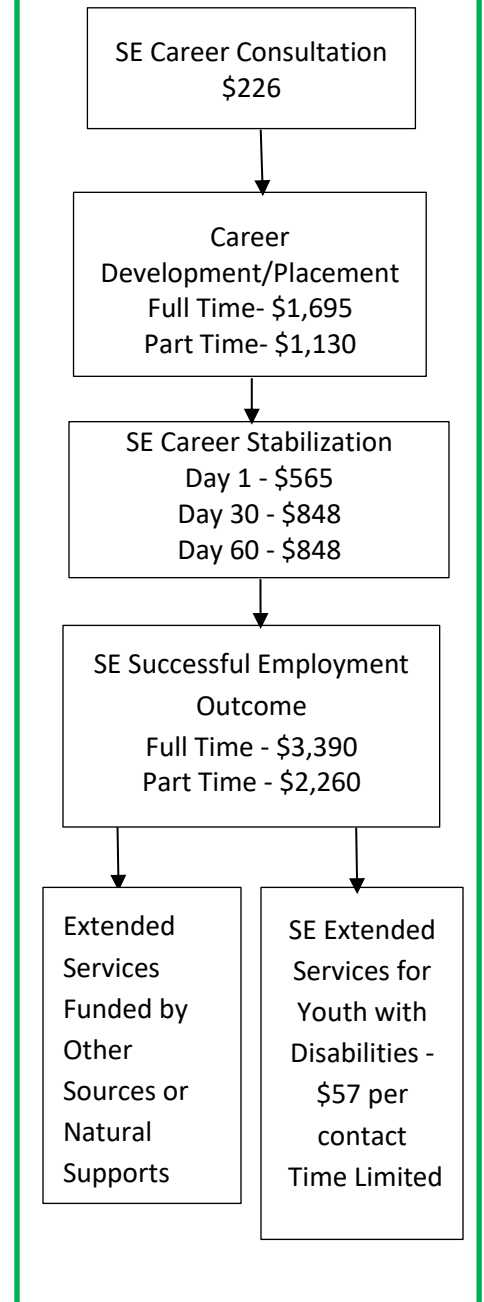 SE Career Consultation
$226
Career
Development/Placement
Full Time- $1,695
Part Time- $1,130
SE Career Stabilization
Day 1 - $565
Day 30 - $848
Day 60 - $848
SE Successful Employment
Outcome
Full Time - $3,390
Part Time - $2,260
Extended
Services
Funded by
Other
Sources or
Natural
Supports
SE Extended
Services for
Youth with
Disabilities -
$57 per
contact
Time Limited